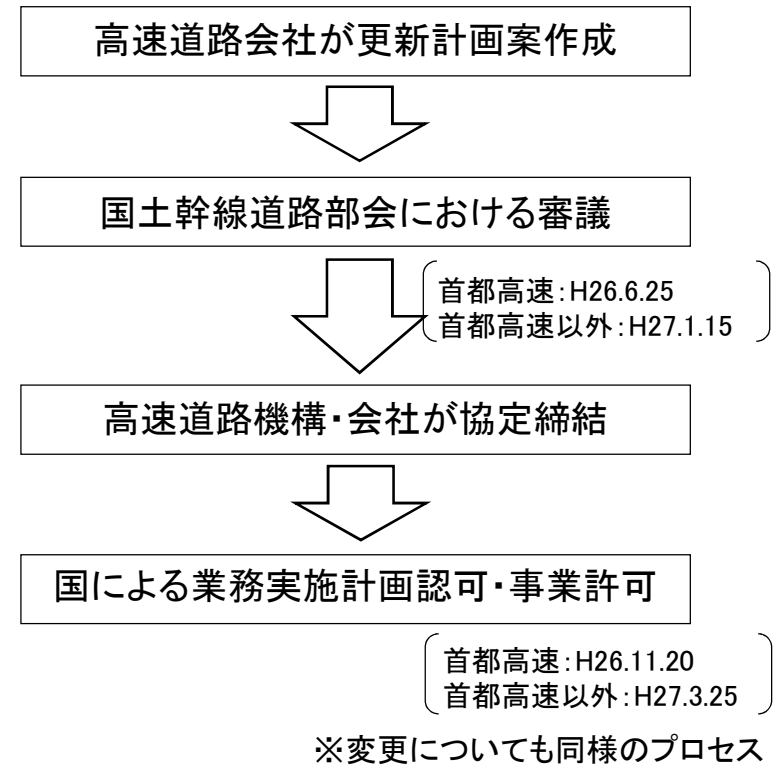 高速道路会社が更新計画案作成
国土幹線道路部会における審議
首都高速:H26.6.25
首都高速以外:H27.1.15
高速道路機構・会社が協定締結
国による業務実施計画認可・事業許可
首都高速:H26.11.20
首都高速以外:H27.3.25
※変更についても同様のプロセス